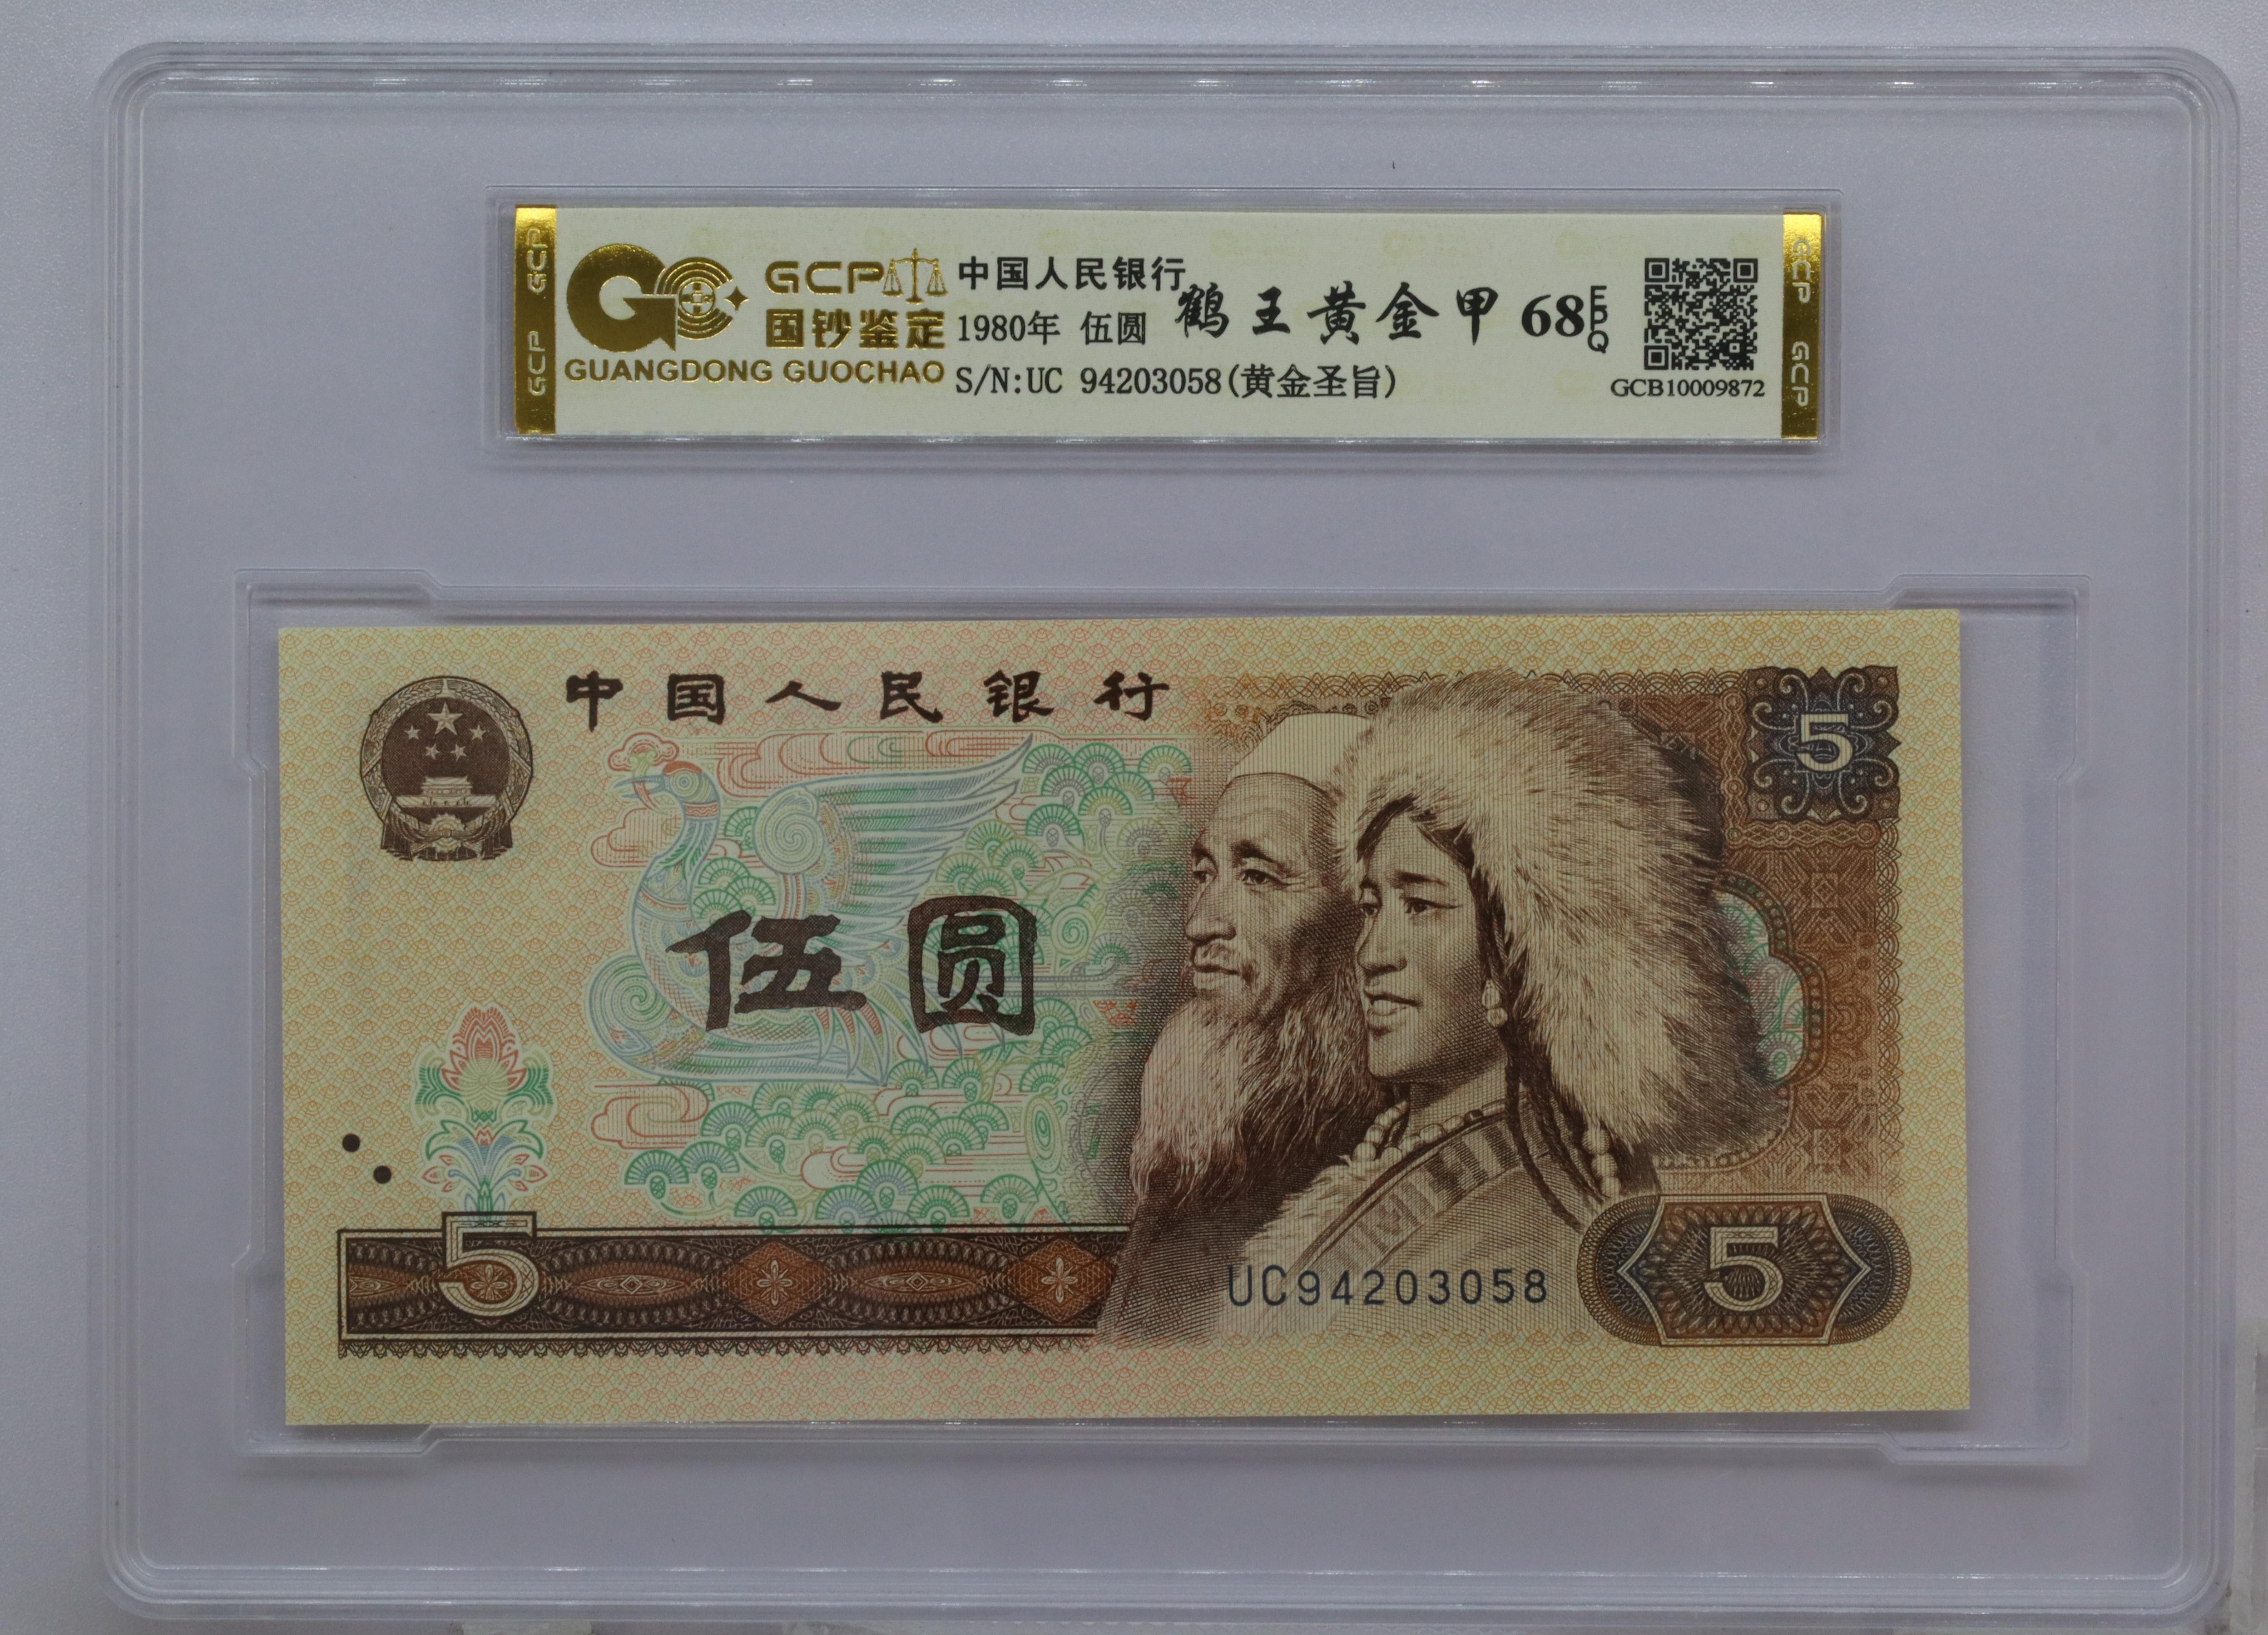 GCP GCP
GCP
国钞鉴定
GUANGDONG GUOCHAO
中国人民银行
1980年 伍圆
S/N:UC 94203058(黄金圣旨)
鹤王黄金甲 68 EPQ
GCB10009872
GCP GCP
中国人民银行
5
伍圆
5
UC94203058
5